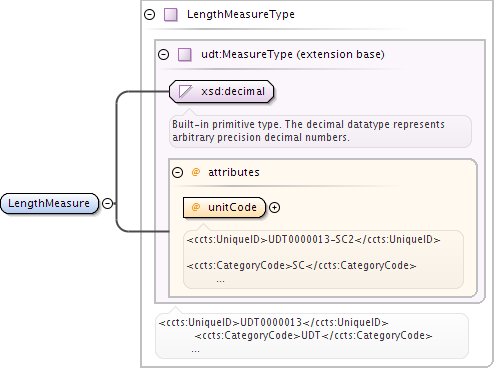 LengthMeasureType
udt:MeasureType (extension base)
xsd:decimal
Built-in primitive type. The decimal datatype represents
arbitrary precision decimal numbers.
@ attributes
LengthMeasure
@ unitCode
<ccts:UniqueID>UDT0000013-SC2</ccts:UniqueID>
<ccts:CategoryCode>SC</ccts:CategoryCode>
...
<ccts:UniqueID>UDT0000013</ccts:UniqueID>
<ccts:CategoryCode>UDT</ccts:CategoryCode>
...